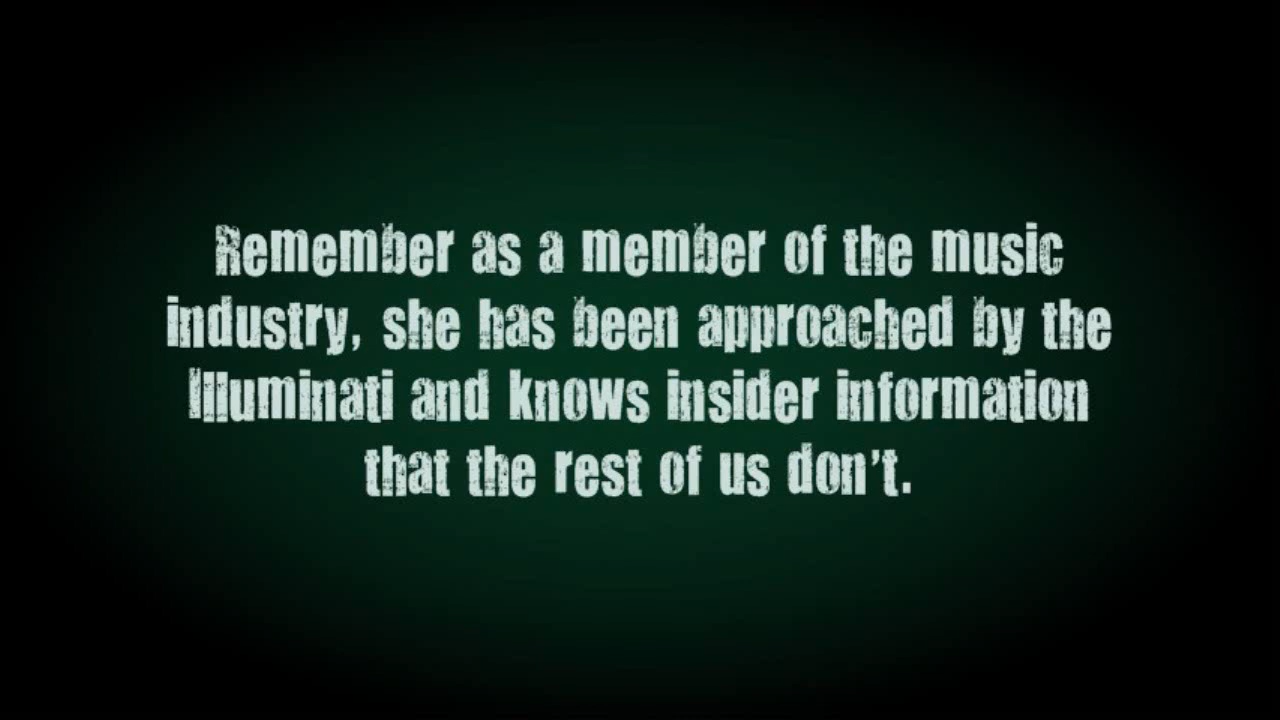 Remember as a member of the music
industry, she has been approached by the
Illuminati and knows insider information
that the rest of us don't.